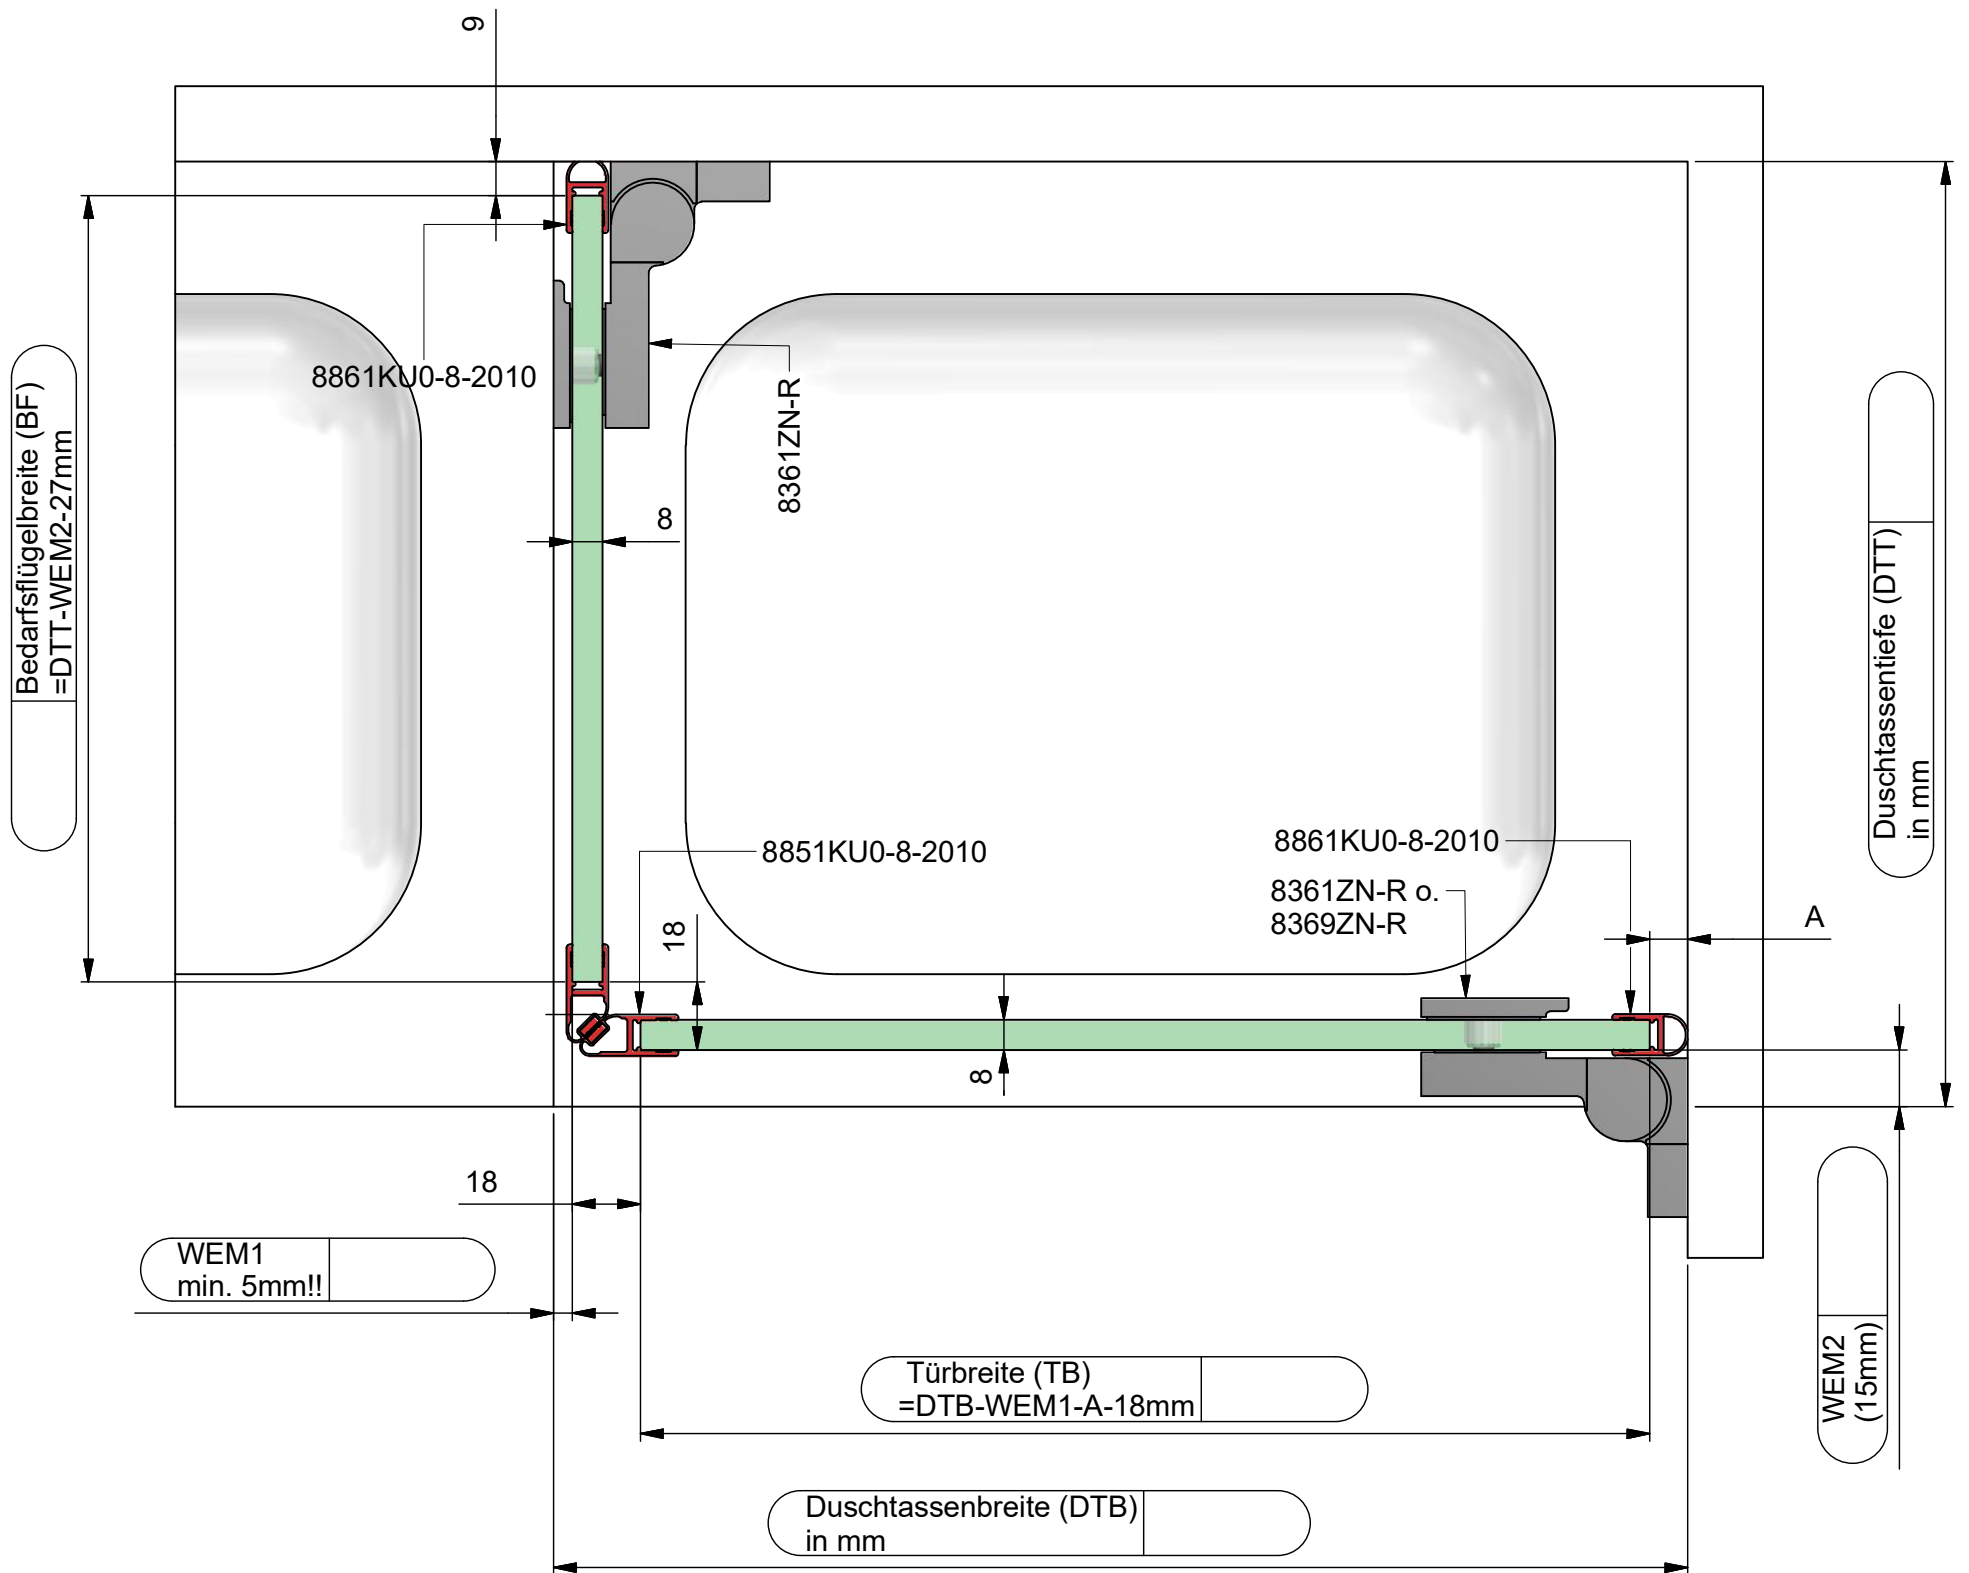 9
8861KU0-8-2010
8361ZN-R
Bedarfsflügelbreite (BF)
=DTT-WEM2-27mm
8
Duschtassentiefe (DTT)
in mm
8851KU0-8-2010
8861KU0-8-2010
8361ZN-R o.
8369ZN-R
A
18
8
18
WEM1
min. 5mm!!
WEM2
(15mm)
Türbreite (TB)
=DTB-WEM1-A-18mm
Duschtassenbreite (DTB)
in mm